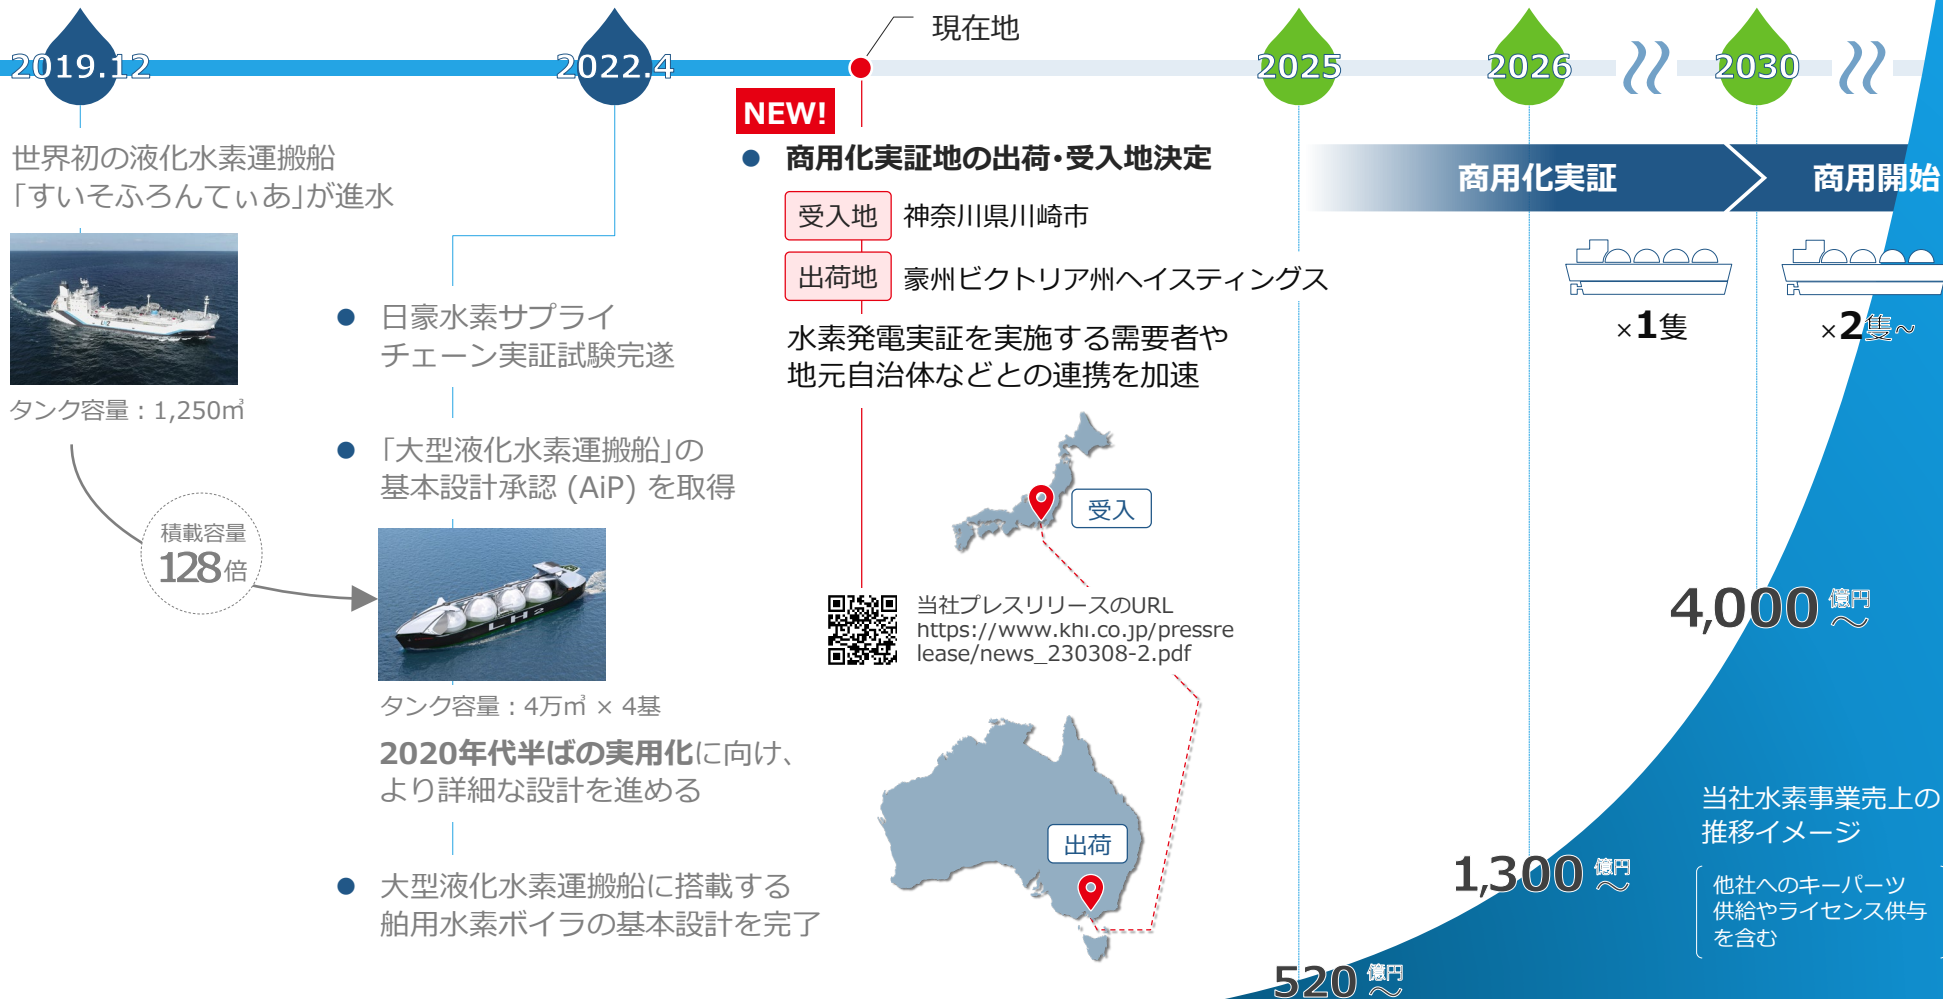 現在地
2019.12
2022.4
2025
2026
2030
世界初の液化水素運搬船
「すいそふろんてぃあ」が進水
タンク容量：1,250㎥
積載容量
128倍
日豪水素サプライ
チェーン実証試験完遂
「大型液化水素運搬船」の
基本設計承認 (AiP) を取得
LH2
タンク容量：4万㎥ × 4基
2020年代半ばの実用化に向け、
より詳細な設計を進める
大型液化水素運搬船に搭載する
舶用水素ボイラの基本設計を完了
NEW!
商用化実証地の出荷・受入地決定
受入地 神奈川県川崎市
出荷地 豪州ビクトリア州ヘイスティングス
水素発電実証を実施する需要者や
地元自治体などとの連携を加速
受入
当社プレスリリースのURL
https://www.khi.co.jp/pressre
lease/news_230308-2.pdf
出荷
商用化実証
商用開始
×1隻
×2隻～
4,000億円～
1,300億円～
520億円～
当社水素事業売上の
推移イメージ
他社へのキーパーツ
供給やライセンス供与
を含む